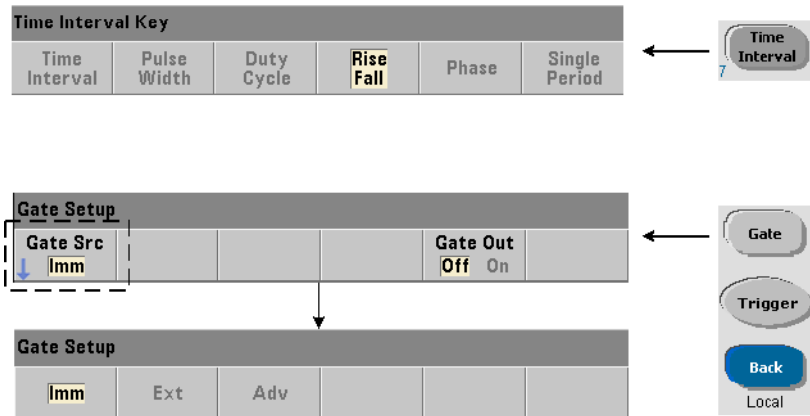 Time Interval Key
Time Interval
Pulse Width
Duty Cycle
Rise Fall
Phase
Single Period
Time Interval
7
Gate Setup
Gate Src
Imm
Gate Out
Off On
Gate
Trigger
Gate Setup
Imm
Ext
Adv
Back
Local